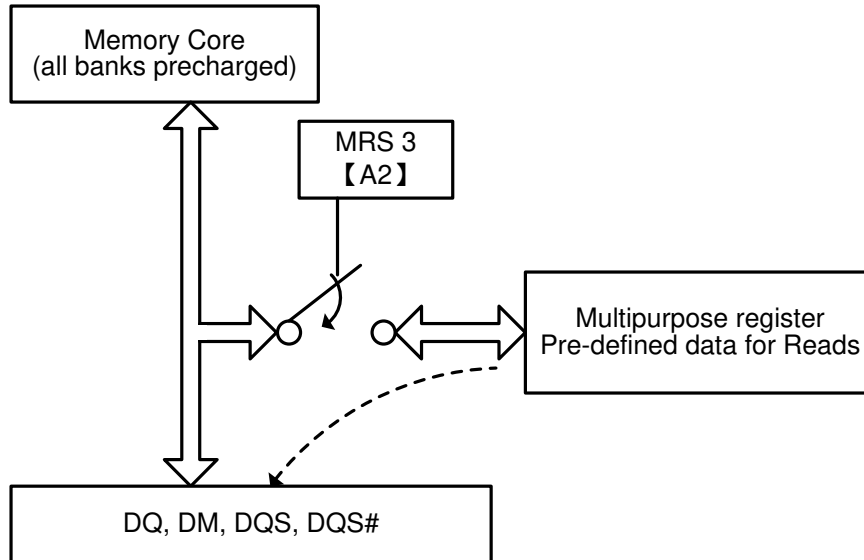 Memory Core
(all banks precharged)
MRS 3
【A2】
Multipurpose register
Pre-defined data for Reads
DQ, DM, DQS, DQS#